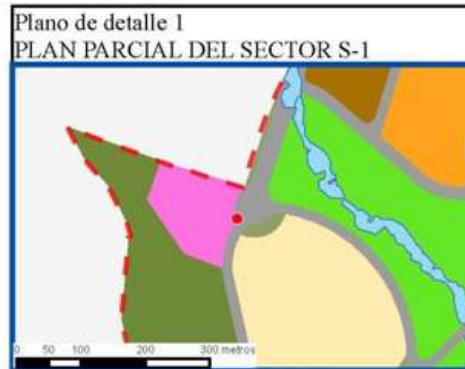 Plano de detalle 1
PLAN PARCIAL DEL SECTOR S-1
0 50 100 200 300 metros